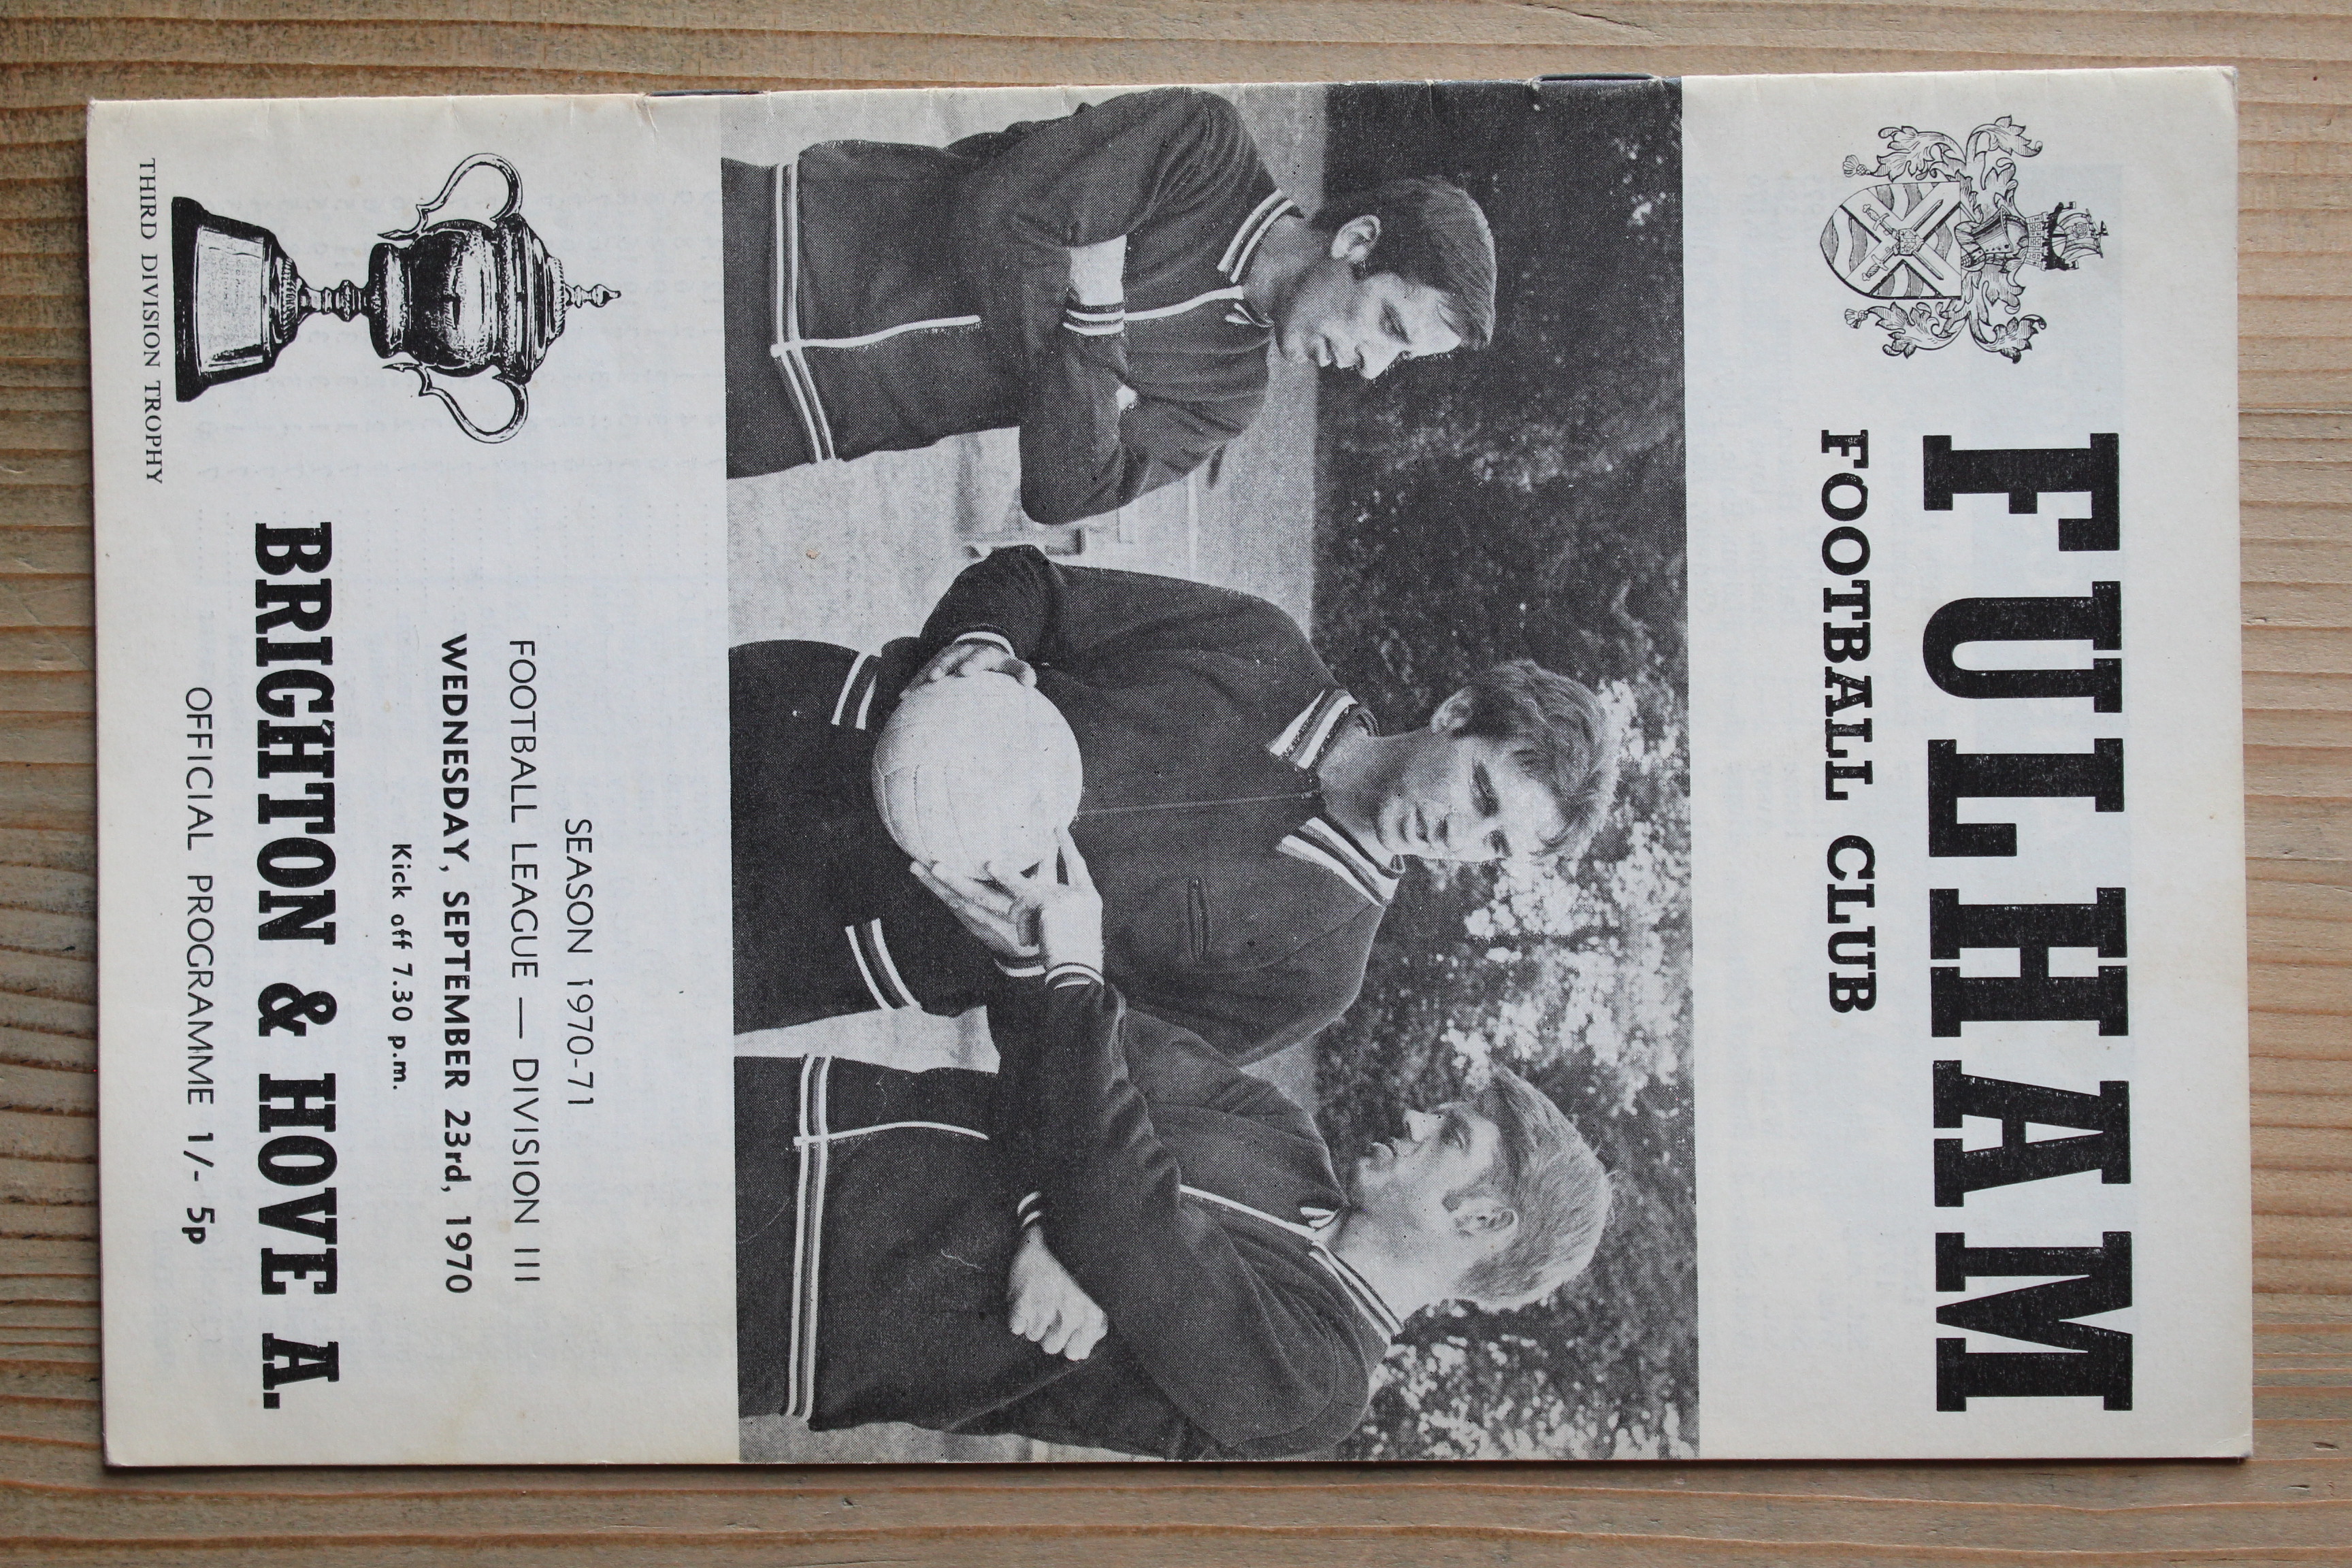 FULHAM
FOOTBALL CLUB
SEASON 1970-71
FOOTBALL LEAGUE — DIVISION III
WEDNESDAY, SEPTEMBER 23rd, 1970
Kick off 7.30 p.m.
BRIGHTON & HOVE A.
OFFICIAL PROGRAMME 1/- 5p
THIRD DIVISION TROPHY